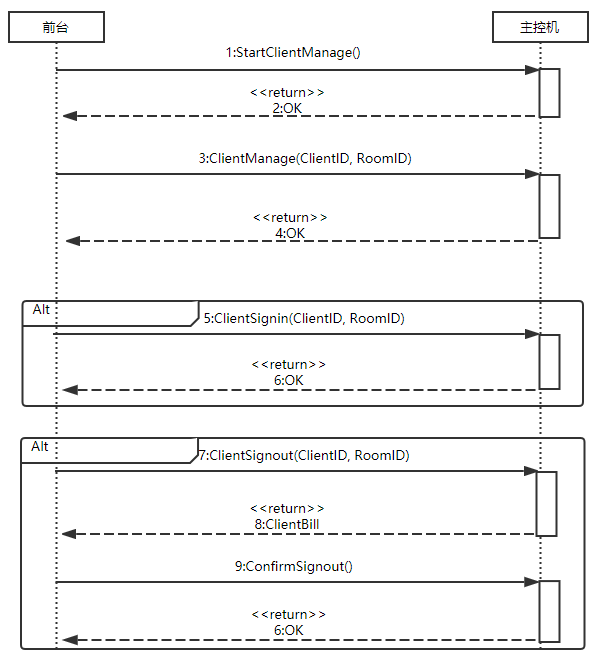 前台
主控机
1:StartClientManage()
<<return>>
2:OK
3:ClientManage(ClientID, RoomID)
<<return>>
4:OK
Alt
5:ClientSignin(ClientID, RoomID)
<<return>>
6:OK
Alt
7:ClientSignout(ClientID, RoomID)
<<return>>
8:ClientBill
9:ConfirmSignout()
<<return>>
6:OK